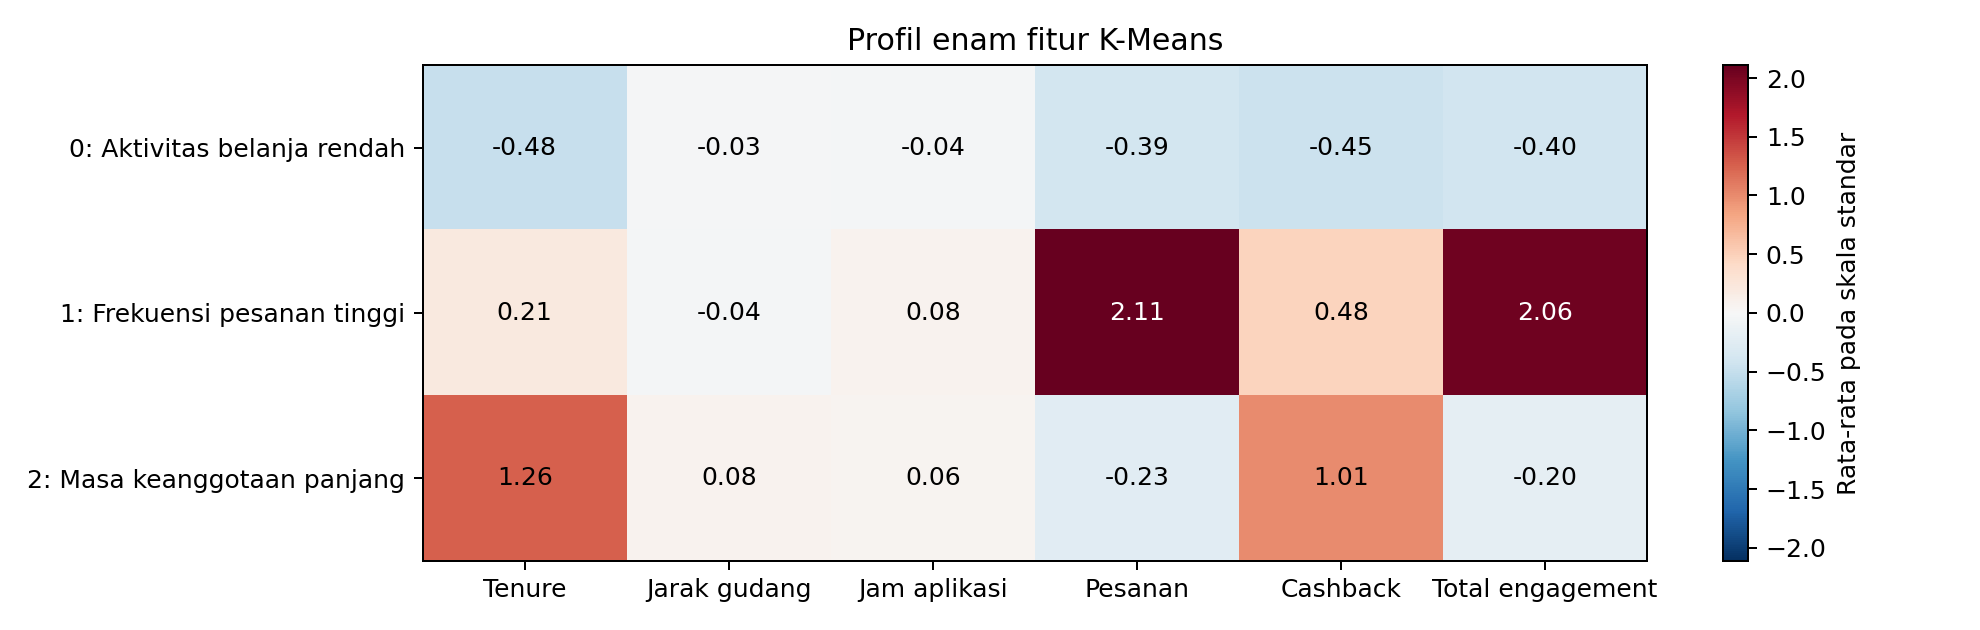 Profil enam fitur K-Means
0: Aktivitas belanja rendah
-0.48 -0.03 -0.04 -0.39 -0.45 -0.40
1: Frekuensi pesanan tinggi
0.21 -0.04 0.08 2.11 0.48 2.06
2: Masa keanggotaan panjang
1.26 0.08 0.06 -0.23 1.01 -0.20
Tenure Jarak gudang Jam aplikasi Pesanan Cashback Total engagement
2.0
1.5
1.0
0.5
0.0
−0.5
−1.0
−1.5
−2.0
Rata-rata pada skala standar